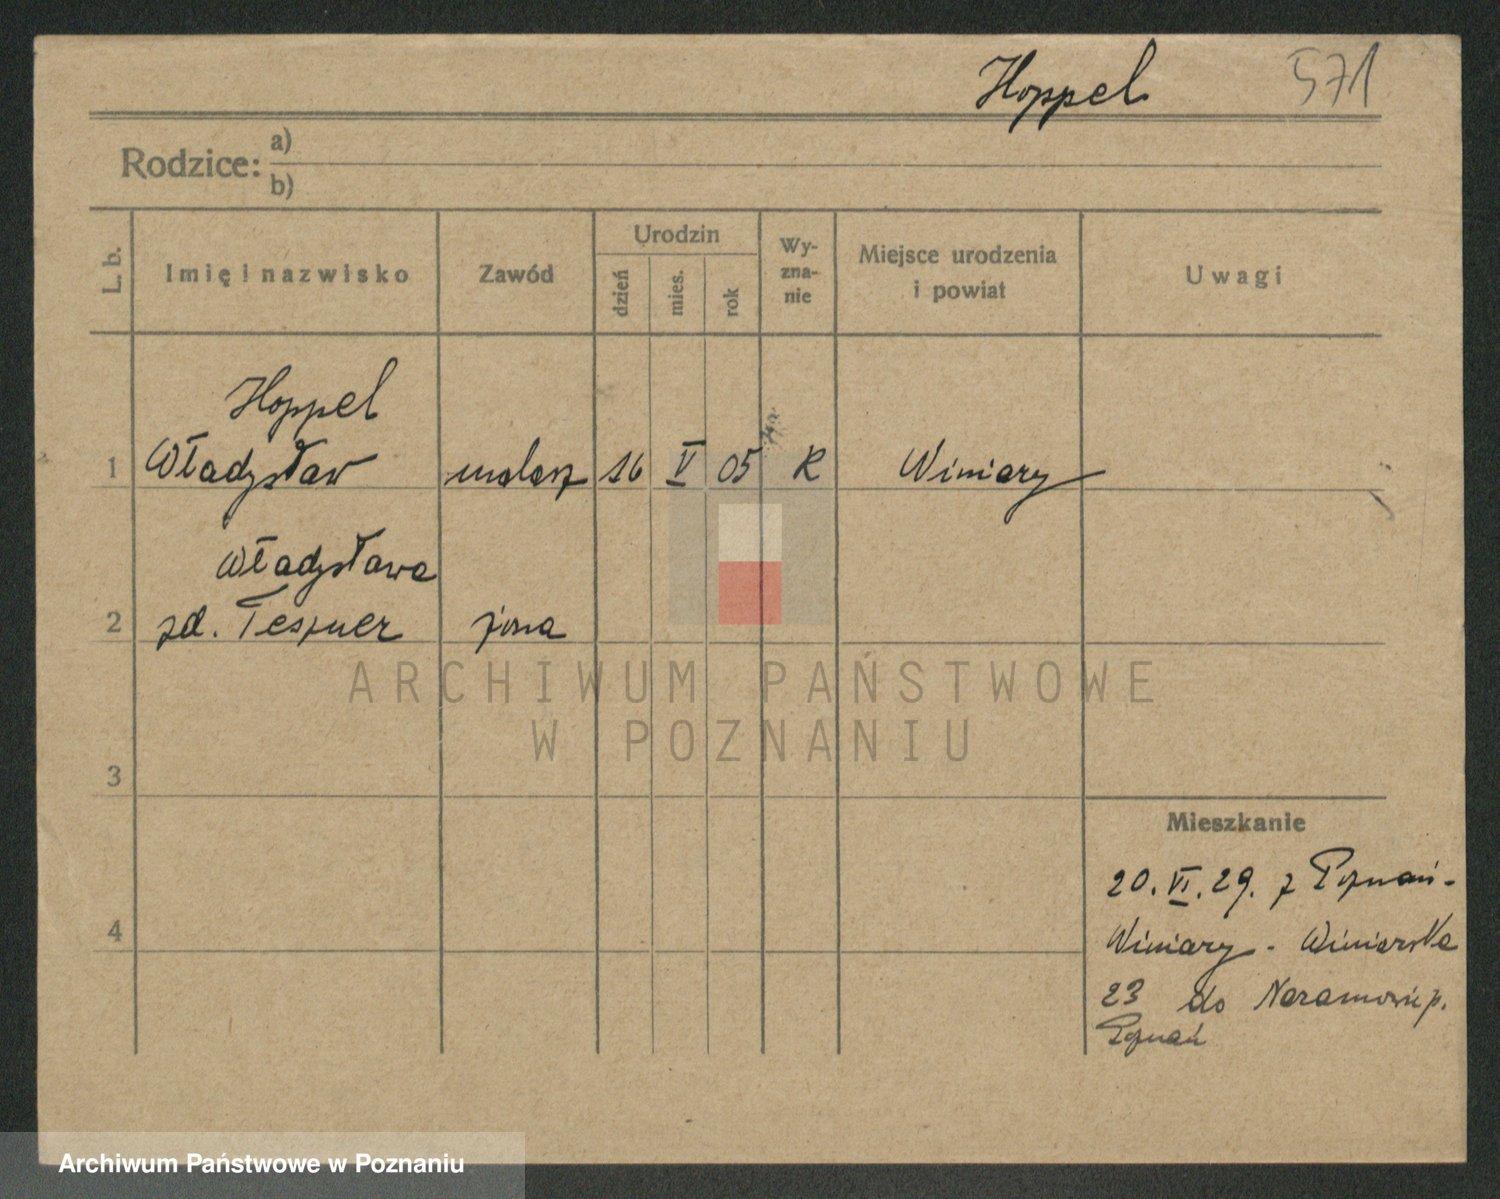 Hoppel 571
Rodzice:
a)
b)
L. b.
Imię i nazwisko
Zawód
Urodzin
dzień
mies.
rok
Wy-
zna-
nie
Miejsce urodzenia
i powiat
Uwagi
Hoppel
1 Władysław malarz 16 V 05 K Winiary
Władysława
2 zd. Teszner żona
3
4
Mieszkanie
20. VI. 29. z Poznań-
Winiary - Winiarska
23 do Naramowic p.
Poznań
ARCHIWUM PAŃSTWOWE
W POZNANIU
Archiwum Państwowe w Poznaniu